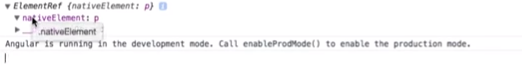 ▼ ElementRef {nativeElement: p}
▼ nativeElement: p
▶ ... .nativeElement
Angular is running in the development mode. Call enableProdMode() to enable the production mode.